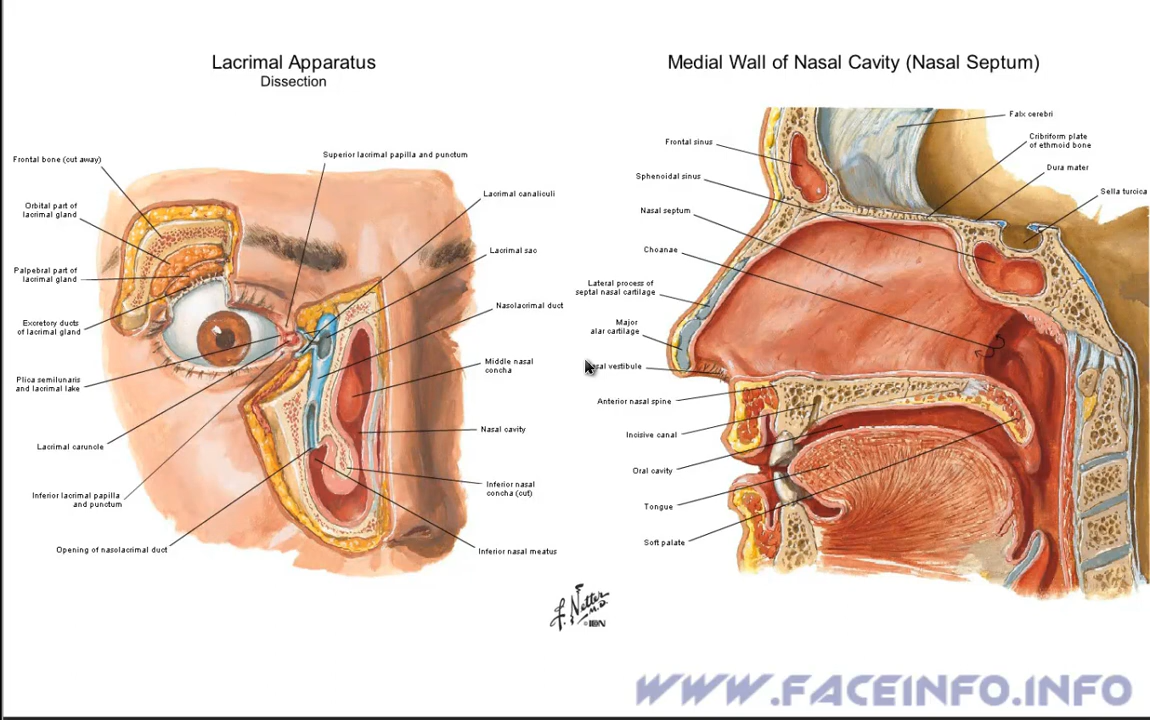 Lacrimal Apparatus
Dissection
Frontal bone (cut away)
Superior lacrimal papilla and punctum
Orbital part of
lacrimal gland
Lacrimal canaliculi
Palpebral part of
lacrimal gland
Lacrimal sac
Excretory ducts
of lacrimal gland
Nasolacrimal duct
Plica semilunaris
and lacrimal lake
Middle nasal
concha
Lacrimal caruncle
Nasal cavity
Inferior lacrimal papilla
and punctum
Inferior nasal
concha (cut)
Opening of nasolacrimal duct
Inferior nasal meatus
Medial Wall of Nasal Cavity (Nasal Septum)
Frontal sinus
Falx cerebri
Sphenoidal sinus
Cribriform plate
of ethmoid bone
Nasal septum
Dura mater
Choanae
Sella turcica
Lateral process of
septal nasal cartilage
Major
alar cartilage
asal vestibule
Anterior nasal spine
Incisive canal
Oral cavity
Tongue
Soft palate
F. Netter
M.D.
WWW.FACEINFO.INFO